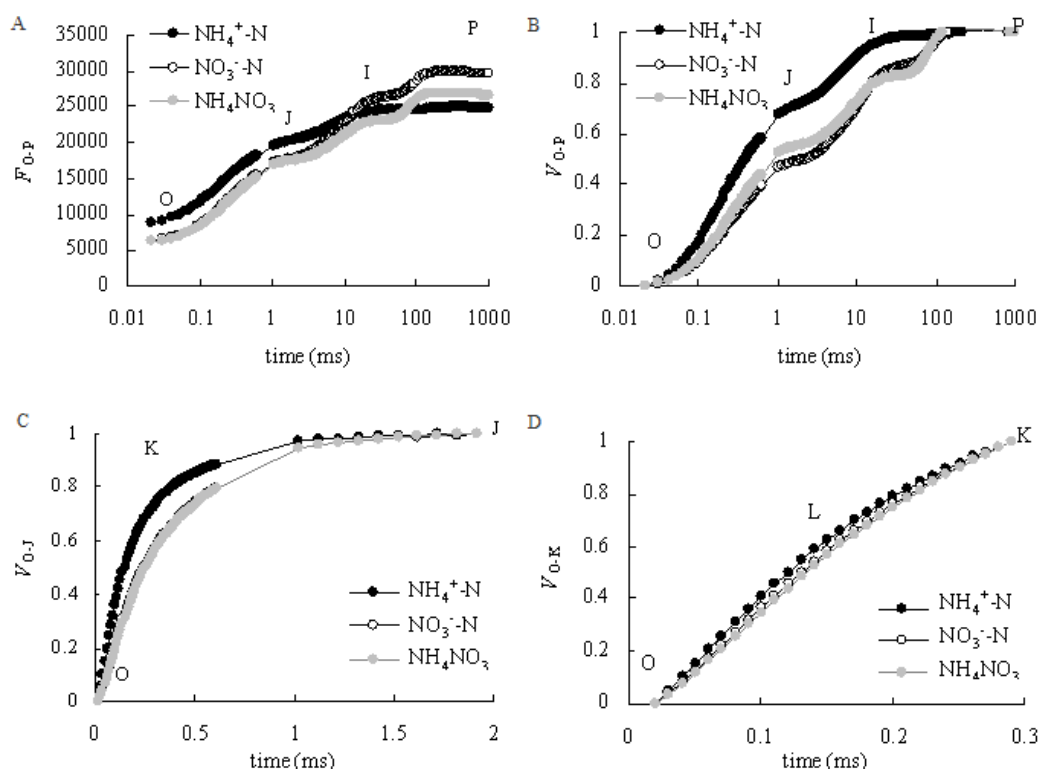 A
35000
30000
25000
20000
15000
10000
5000
0
F O-P
NH4+-N
NO3--N
NH4NO3
O
J
I
P
0.01 0.1 1 10 100 1000
time (ms)
B
1
0.8
0.6
0.4
0.2
0
V O-P
NH4+-N
NO3--N
NH4NO3
O
J
I
P
0.01 0.1 1 10 100 1000
time (ms)
C
1
0.8
0.6
0.4
0.2
0
V O-J
K
J
O
NH4+-N
NO3--N
NH4NO3
0 0.5 1 1.5 2
time (ms)
D
1
0.8
0.6
0.4
0.2
0
V O-K
K
L
O
NH4+-N
NO3--N
NH4NO3
0 0.1 0.2 0.3
time (ms)